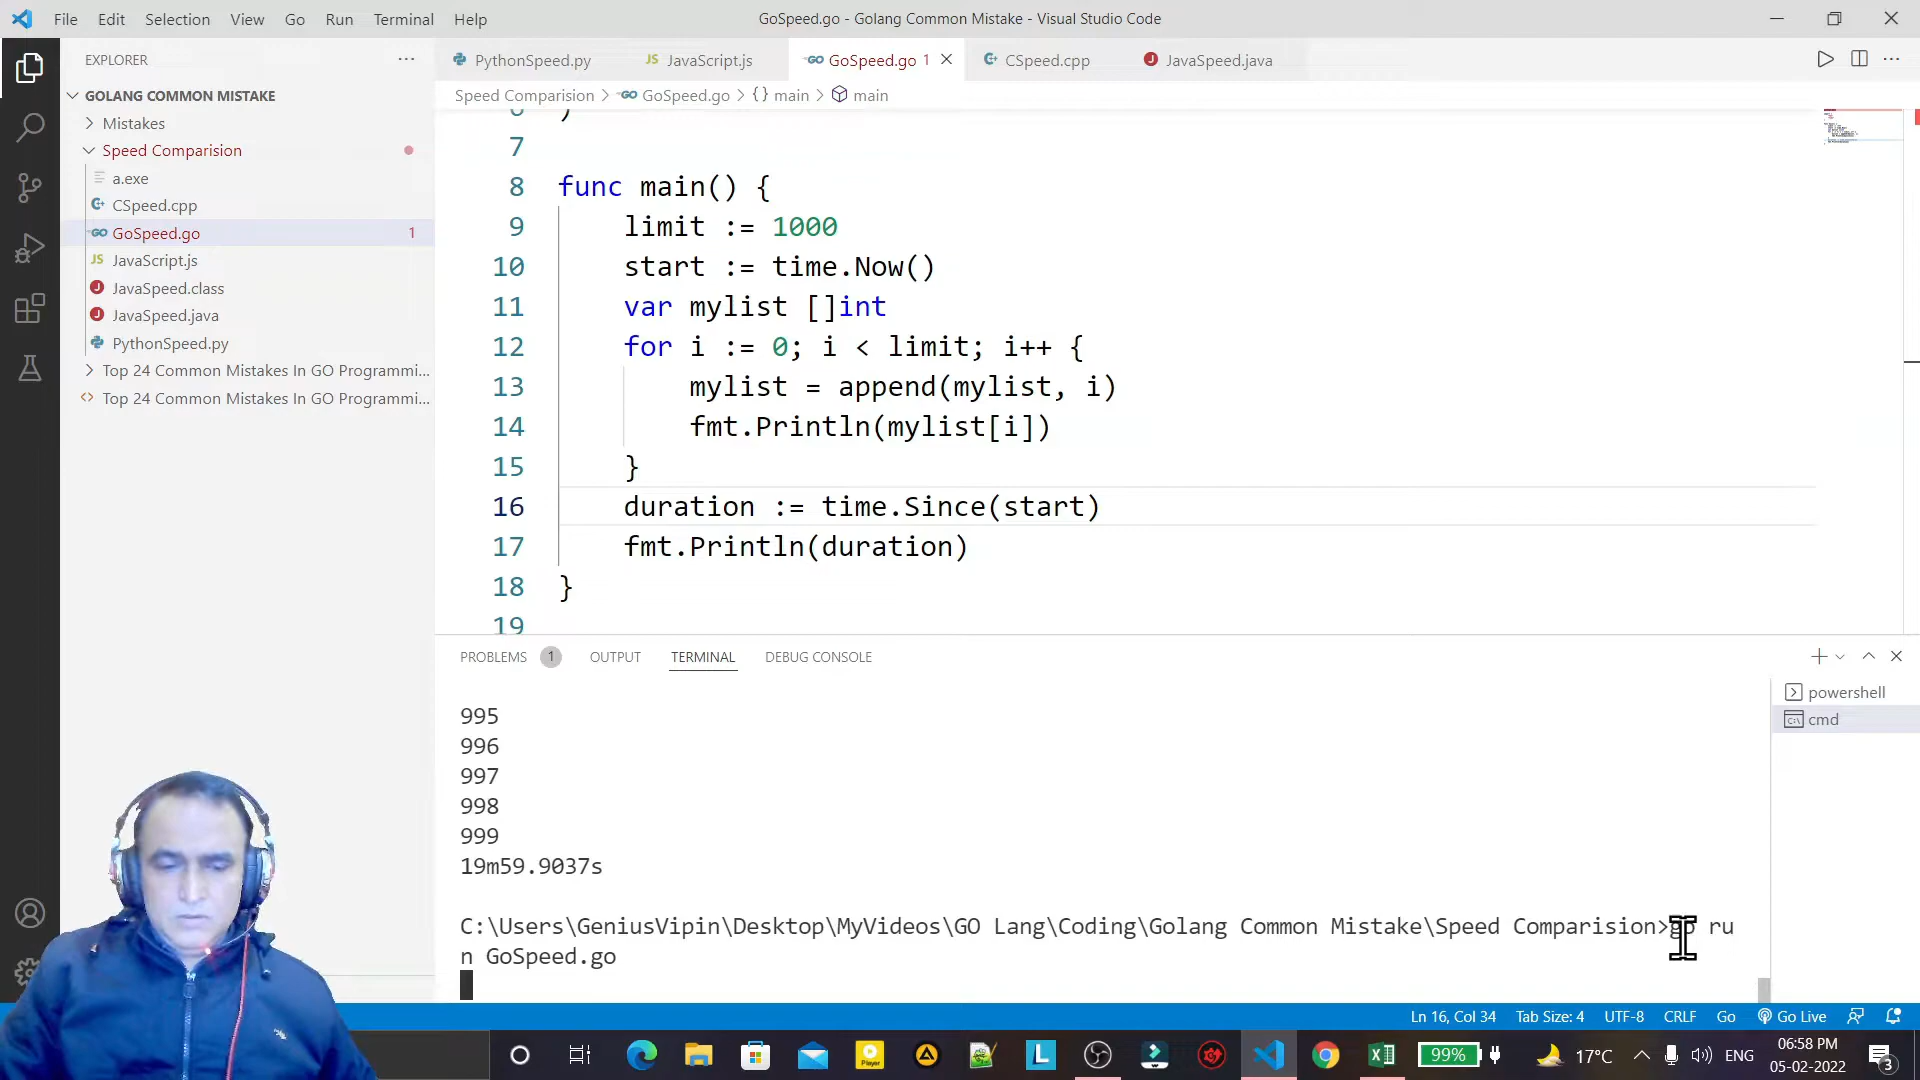 File Edit Selection View Go Run Terminal Help
GoSpeed.go - Golang Common Mistake - Visual Studio Code
EXPLORER
GOLANG COMMON MISTAKE
Mistakes
Speed Comparision
a.exe
CSpeed.cpp
GoSpeed.go 1
JavaScript.js
JavaSpeed.class
JavaSpeed.java
PythonSpeed.py
Top 24 Common Mistakes In GO Programmi...
Top 24 Common Mistakes In GO Programmi...
PythonSpeed.py JavaScript.js GoSpeed.go 1 CSpeed.cpp JavaSpeed.java
Speed Comparision > GoSpeed.go > {} main > main
6 )
7
8 func main() {
9 limit := 1000
10 start := time.Now()
11 var mylist []int
12 for i := 0; i < limit; i++ {
13 mylist = append(mylist, i)
14 fmt.Println(mylist[i])
15 }
16 duration := time.Since(start)
17 fmt.Println(duration)
18 }
19
PROBLEMS 1 OUTPUT TERMINAL DEBUG CONSOLE
powershell
cmd
995
996
997
998
999
19m59.9037s
C:\Users\GeniusVipin\Desktop\MyVideos\GO Lang\Coding\Golang Common Mistake\Speed Comparision>go ru
n GoSpeed.go
Ln 16, Col 34 Tab Size: 4 UTF-8 CRLF Go Go Live
99% 17°C ENG
06:58 PM
05-02-2022
3